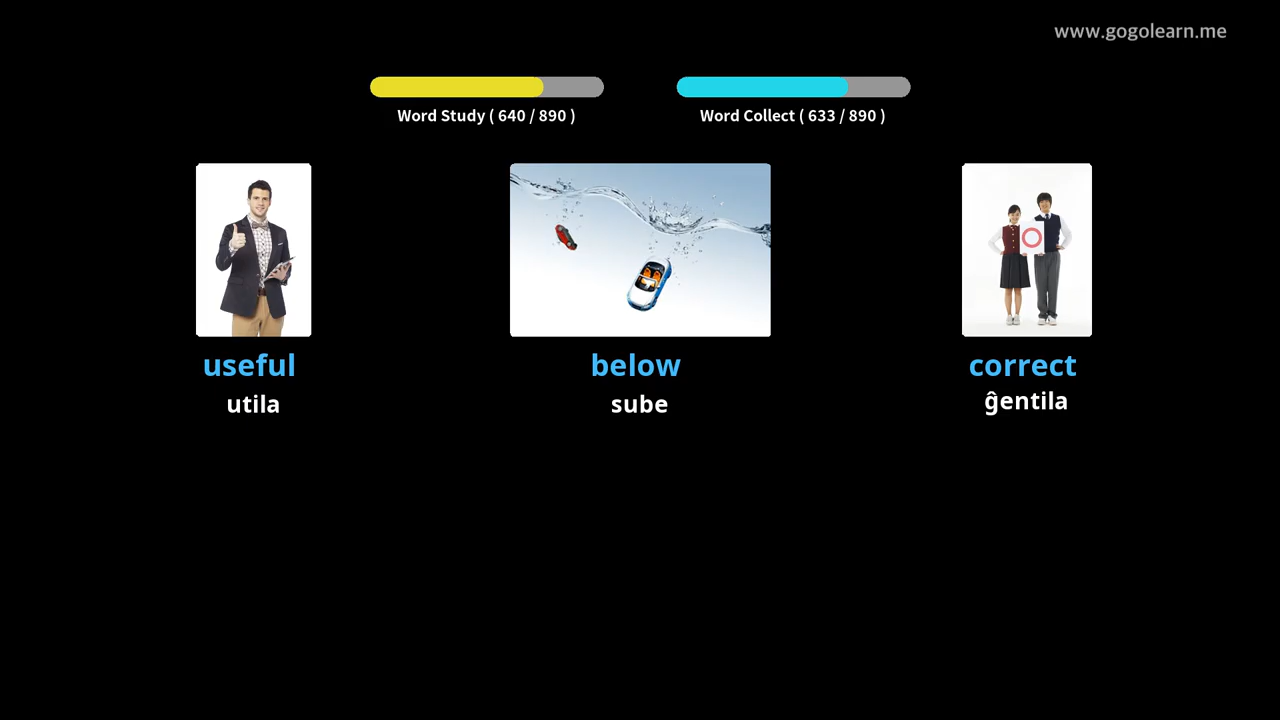 www.gogolearn.me
Word Study ( 640 / 890 )
Word Collect ( 633 / 890 )
useful
below
correct
utila
sube
ĝentila